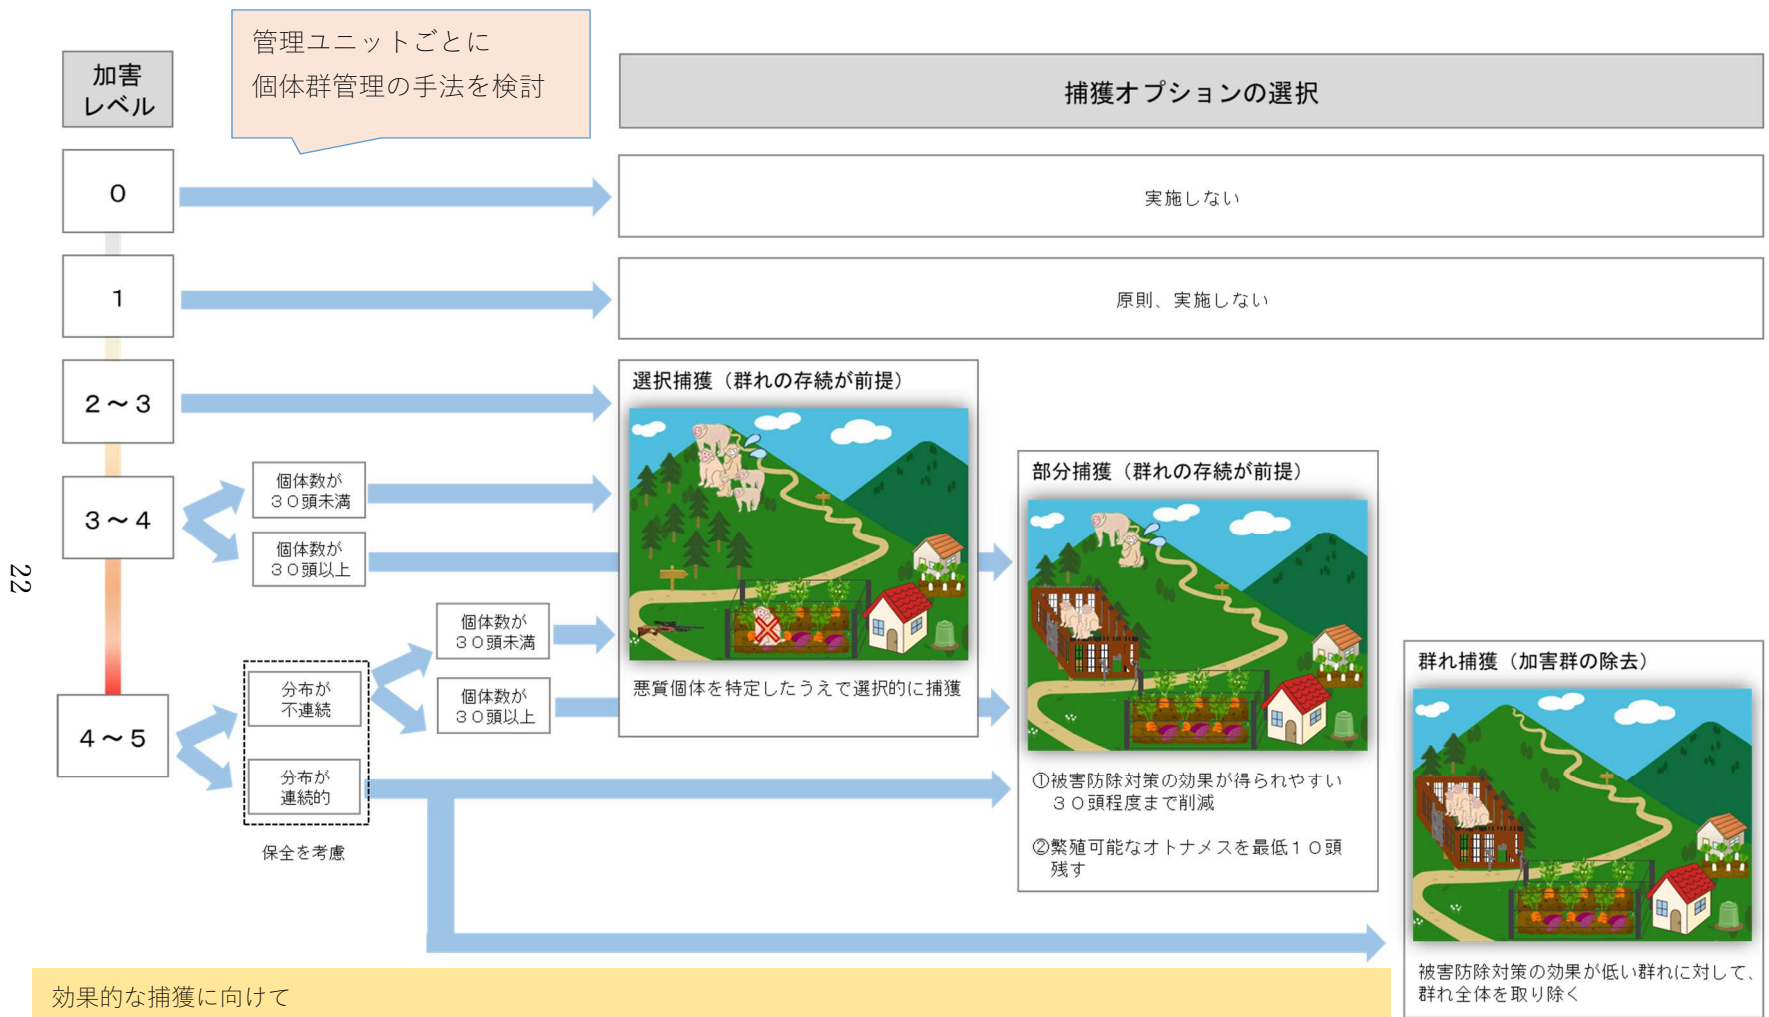 管理ユニットごとに
個体群管理の手法を検討
加害
レベル
捕獲オプションの選択
0
実施しない
1
原則、実施しない
2～3
選択捕獲（群れの存続が前提）
3～4
個体数が
30頭未満
個体数が
30頭以上
部分捕獲（群れの存続が前提）
個体数が
30頭未満
個体数が
30頭以上
悪質個体を特定したうえで選択的に捕獲
4～5
分布が
不連続
分布が
連続的
保全を考慮
①被害防除対策の効果が得られやすい
30頭程度まで削減
②繁殖可能なオトナメスを最低10頭
残す
群れ捕獲（加害群の除去）
被害防除対策の効果が低い群れに対して、
群れ全体を取り除く
効果的な捕獲に向けて
22